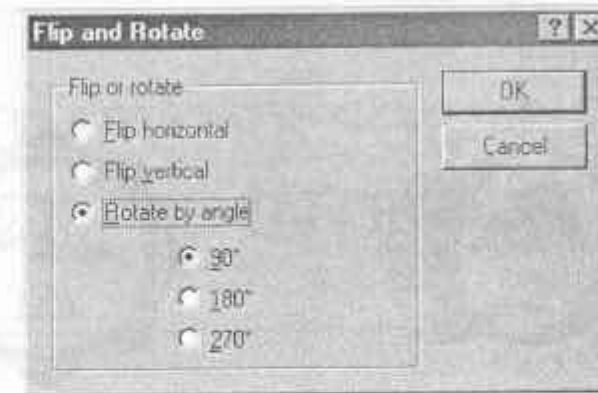 Flip and Rotate
Flip or rotate
Flip horizontal
Flip vertical
Rotate by angle
90°
180°
270°
OK
Cancel